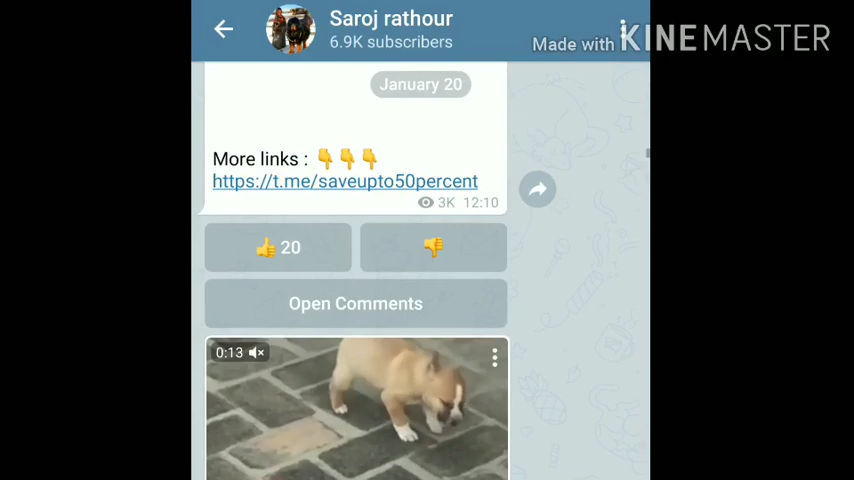 Saroj rathour
6.9K subscribers
Made with KINEMASTER
January 20
More links : 👇👇👇
https://t.me/saveupto50percent
3K 12:10
👍 20
👎
Open Comments
0:13